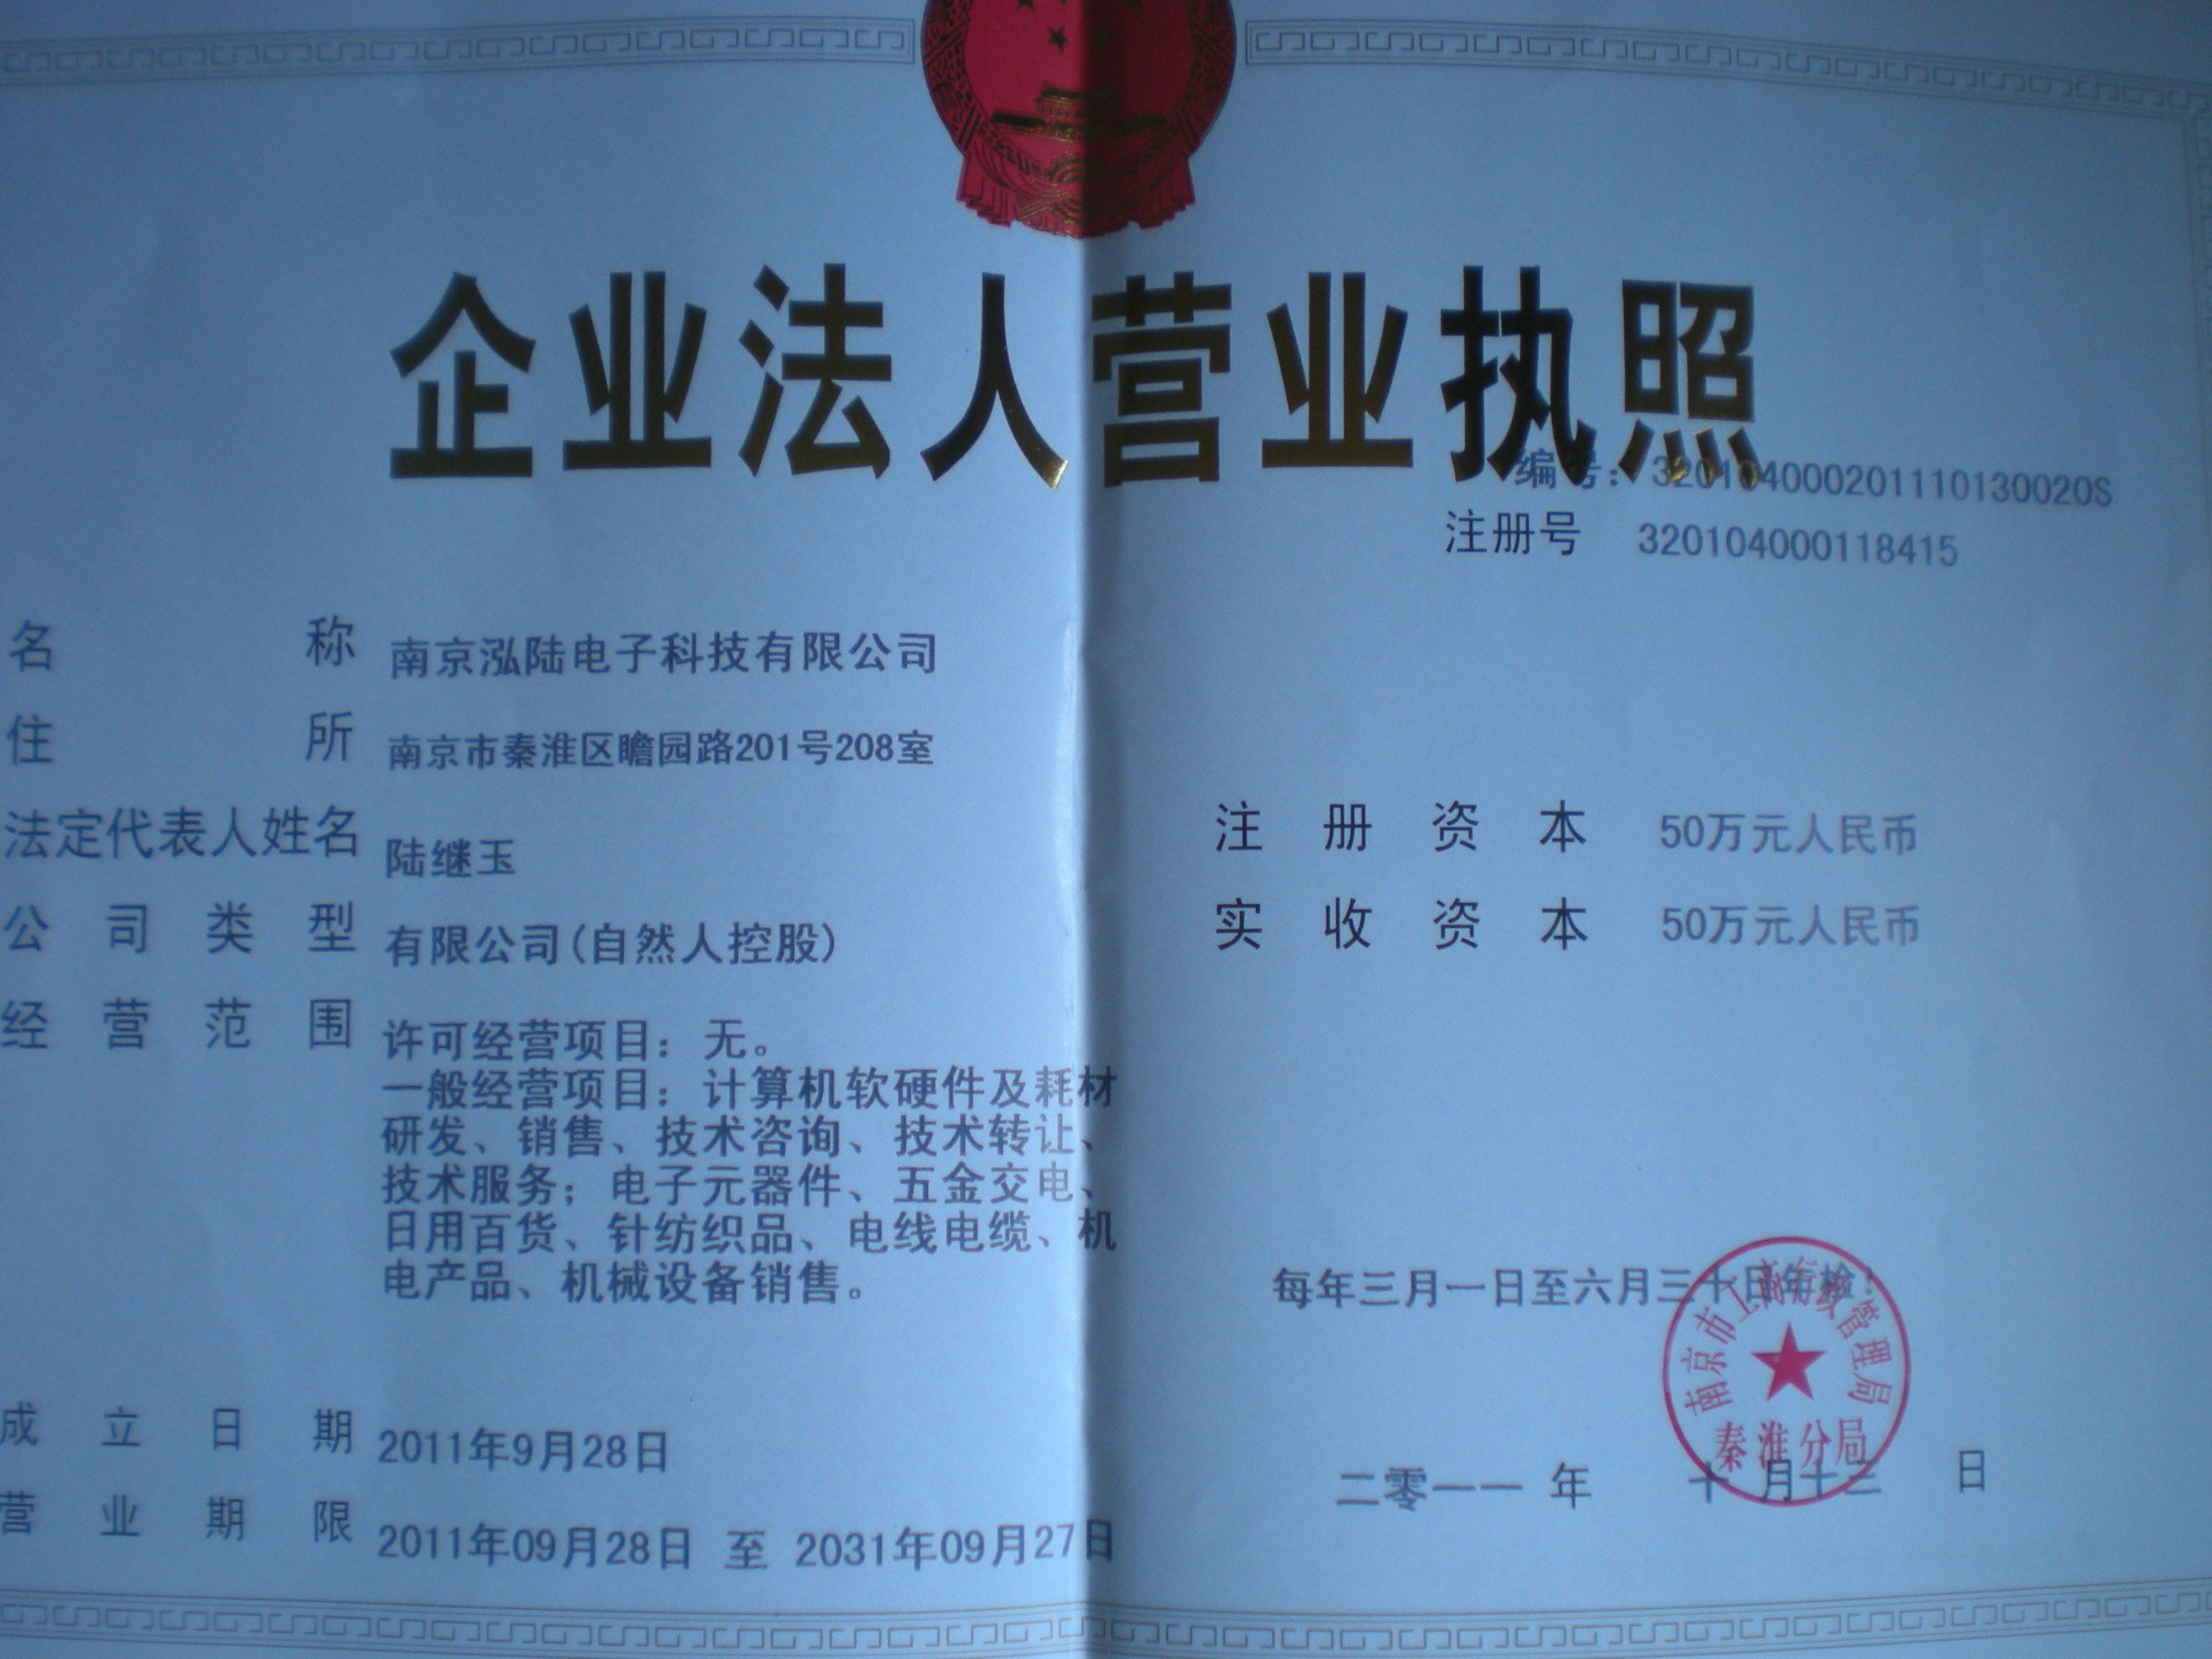 企业法人营业执照
编号：320104000201110130020S
注册号 320104000118415
名称 南京泓陆电子科技有限公司
住所 南京市秦淮区瞻园路201号208室
法定代表人姓名 陆继玉
注册资本 50万元人民币
公司类型 有限公司(自然人控股)
实收资本 50万元人民币
经营范围 许可经营项目：无。
一般经营项目：计算机软硬件及耗材
研发、销售、技术咨询、技术转让、
技术服务；电子元器件、五金交电、
日用百货、针纺织品、电线电缆、机
电产品、机械设备销售。
每年三月一日至六月三十日年检！
南京市工商行政管理局
秦淮分局
成立日期 2011年9月28日
二零一一年 十月十三日
营业期限 2011年09月28日 至 2031年09月27日